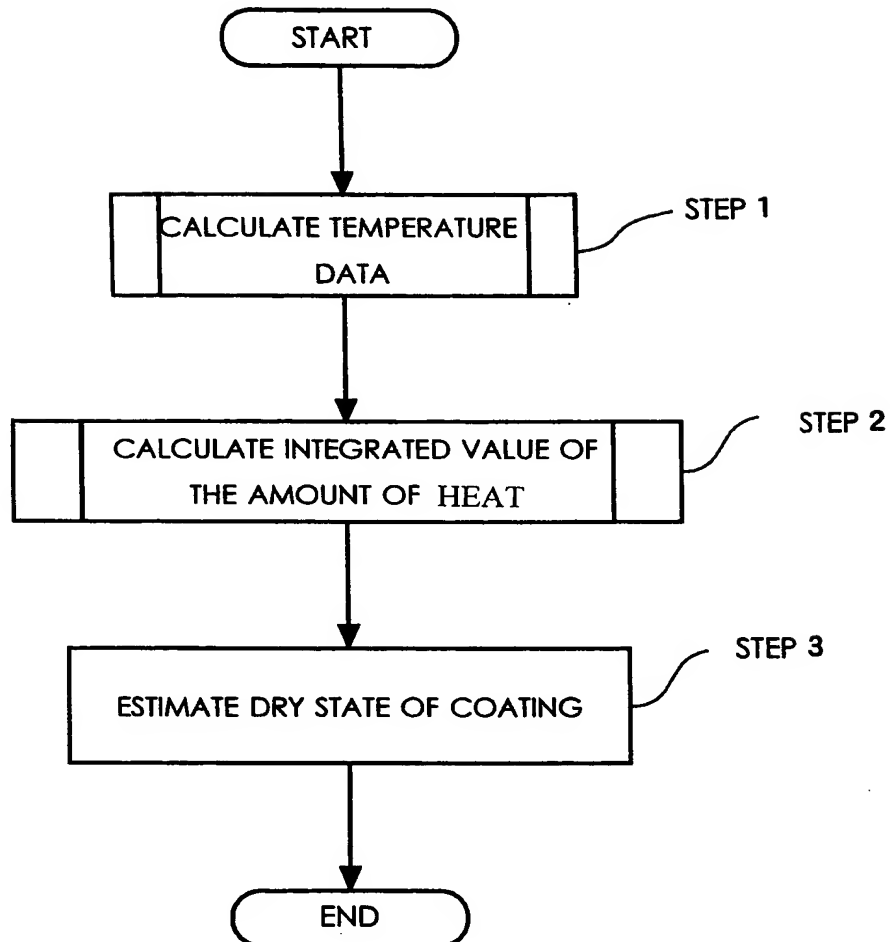 START
CALCULATE TEMPERATURE
DATA
STEP 1
CALCULATE INTEGRATED VALUE OF
THE AMOUNT OF HEAT
STEP 2
ESTIMATE DRY STATE OF COATING
STEP 3
END